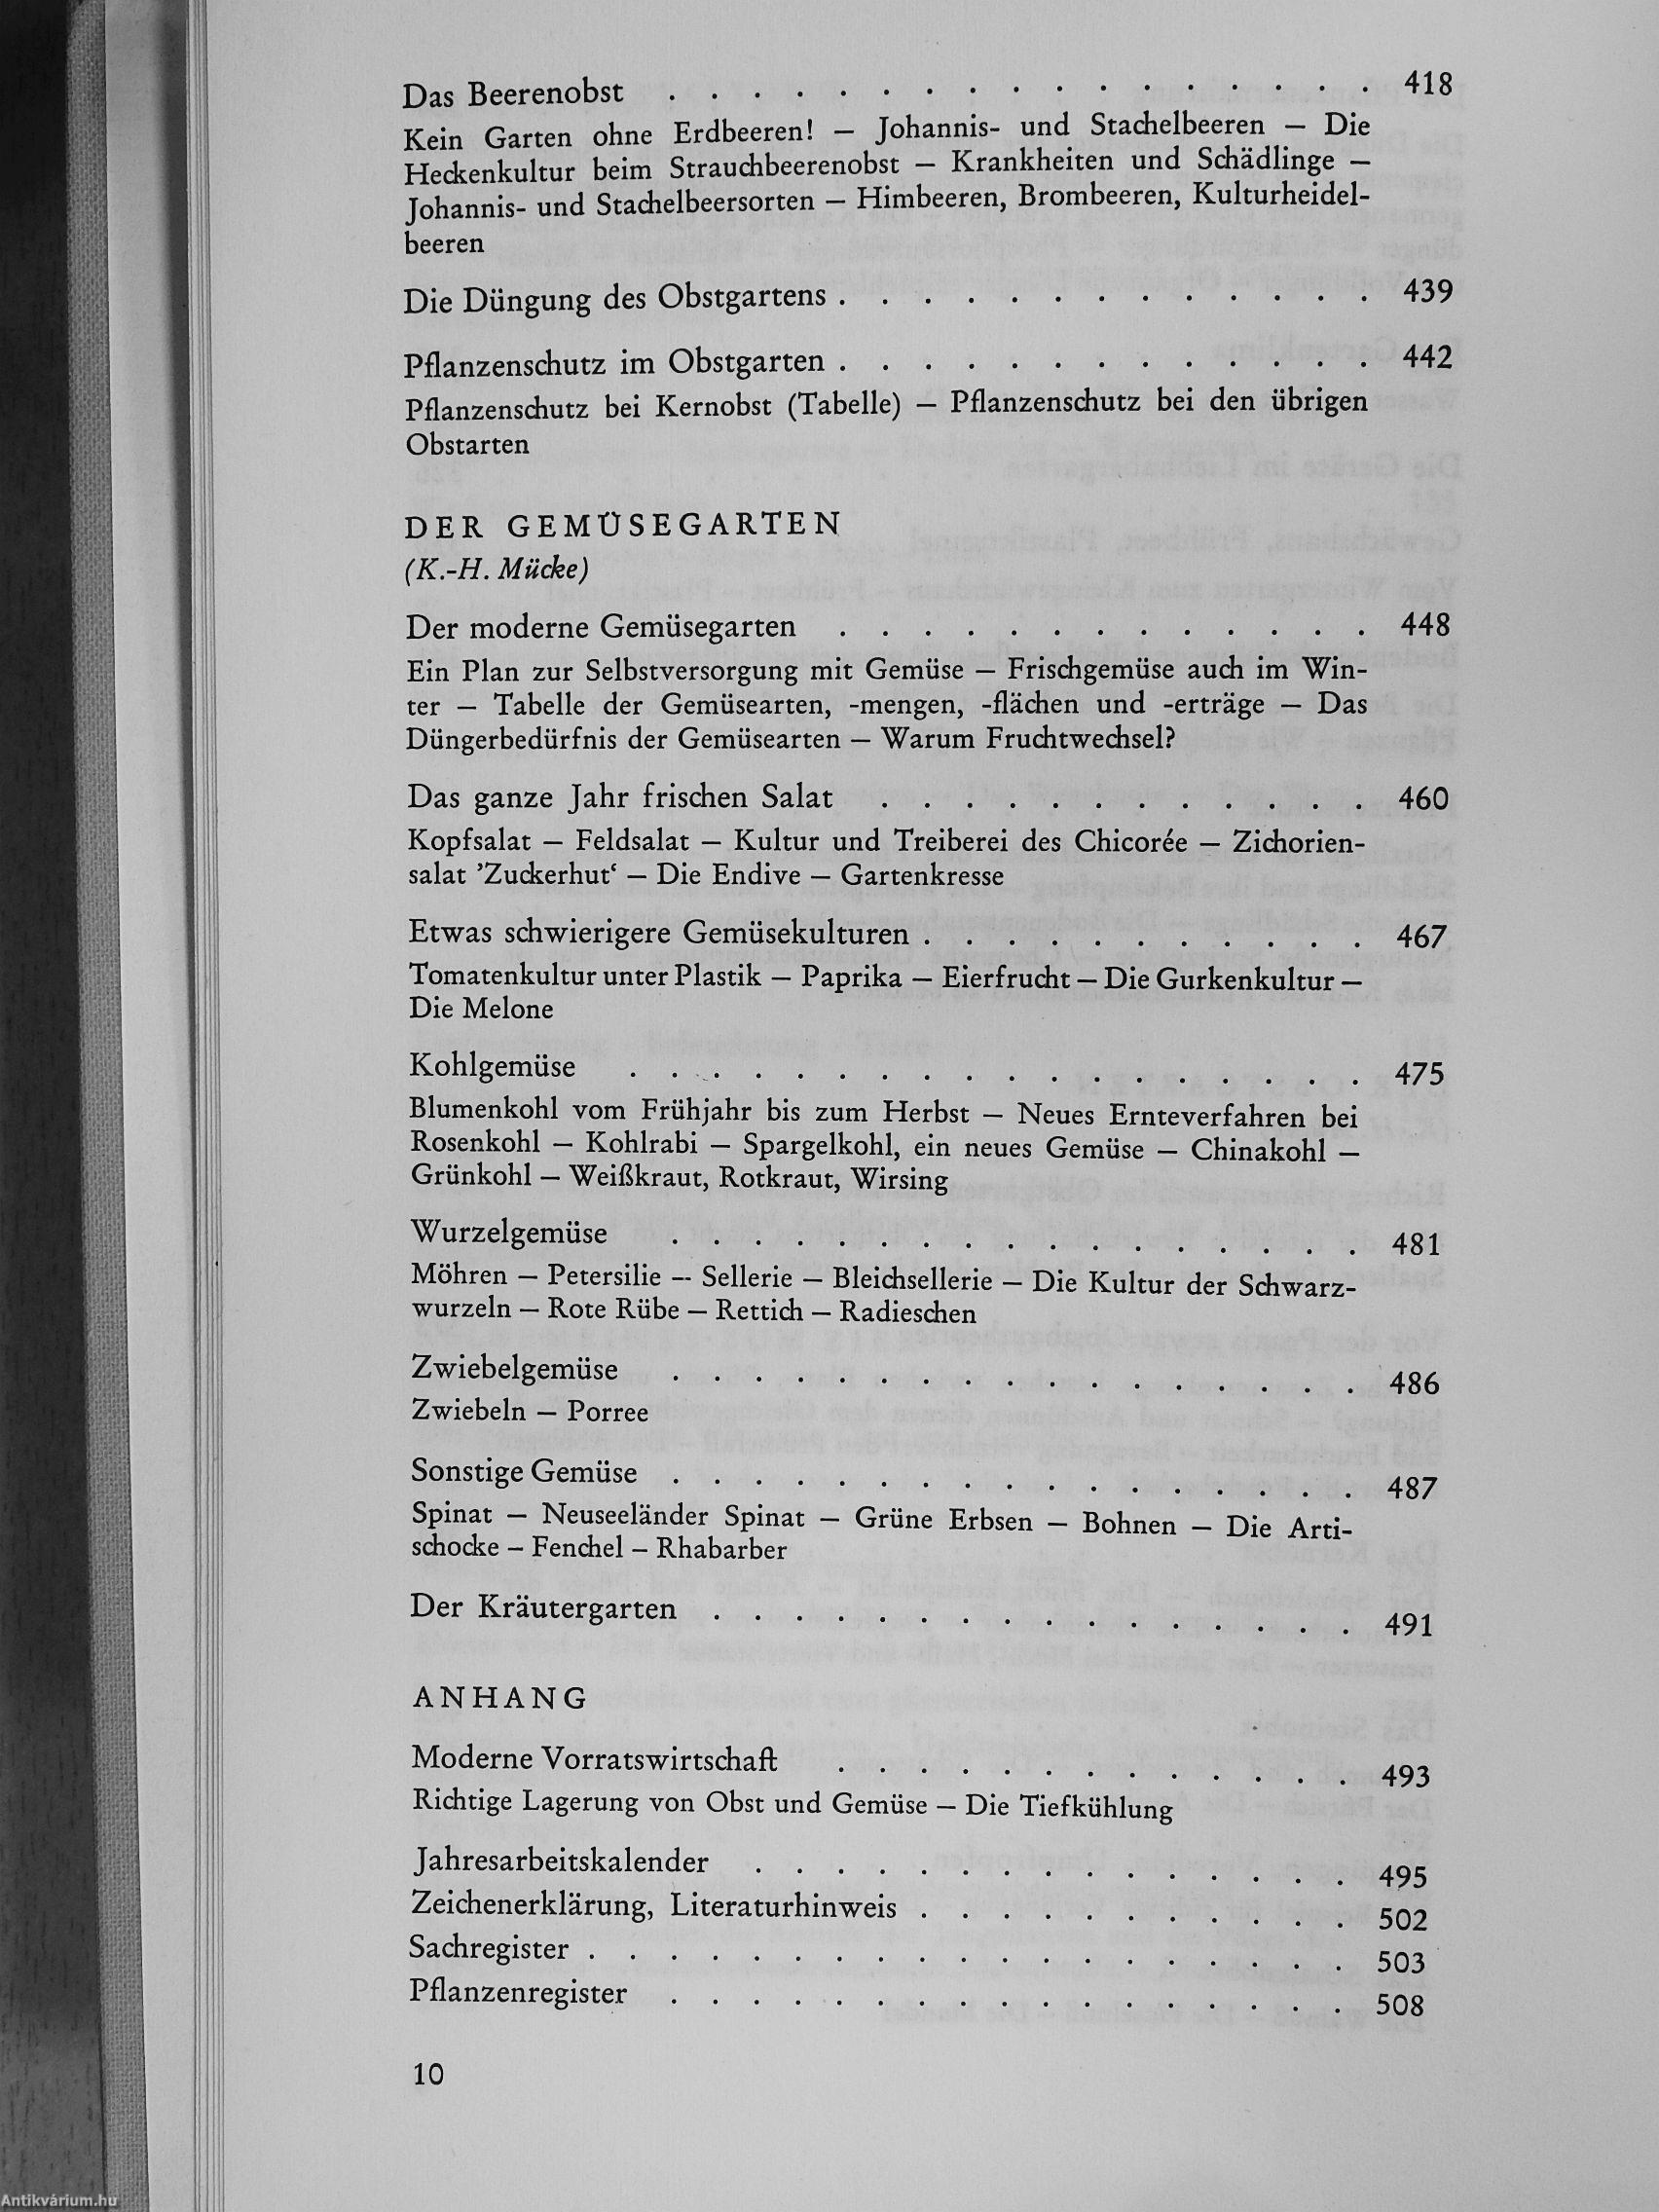 Das Beerenobst . . . . . . . . . . . . . . . . . 418
Kein Garten ohne Erdbeeren! — Johannis- und Stachelbeeren — Die
Heckenkultur beim Strauchbeerenobst — Krankheiten und Schädlinge —
Johannis- und Stachelbeersorten — Himbeeren, Brombeeren, Kulturheidel-
beeren
Die Düngung des Obstgartens . . . . . . . . . . . . . 439
Pflanzenschutz im Obstgarten . . . . . . . . . . . . . 442
Pflanzenschutz bei Kernobst (Tabelle) — Pflanzenschutz bei den übrigen
Obstarten
DER GEMÜSEGARTEN
(K.-H. Mücke)
Der moderne Gemüsegarten . . . . . . . . . . . . . 448
Ein Plan zur Selbstversorgung mit Gemüse — Frischgemüse auch im Win-
ter — Tabelle der Gemüsearten, -mengen, -flächen und -erträge — Das
Düngerbedürfnis der Gemüsearten — Warum Fruchtwechsel?
Das ganze Jahr frischen Salat . . . . . . . . . . . . 460
Kopfsalat — Feldsalat — Kultur und Treiberei des Chicorée — Zichorien-
salat ’Zuckerhut‘ — Die Endive — Gartenkresse
Etwas schwierigere Gemüsekulturen . . . . . . . . . . . 467
Tomatenkultur unter Plastik — Paprika — Eierfrucht — Die Gurkenkultur —
Die Melone
Kohlgemüse . . . . . . . . . . . . . . . . . . 475
Blumenkohl vom Frühjahr bis zum Herbst — Neues Ernteverfahren bei
Rosenkohl — Kohlrabi — Spargelkohl, ein neues Gemüse — Chinakohl —
Grünkohl — Weißkraut, Rotkraut, Wirsing
Wurzelgemüse . . . . . . . . . . . . . . . . . 481
Möhren — Petersilie — Sellerie — Bleichsellerie — Die Kultur der Schwarz-
wurzeln — Rote Rübe — Rettich — Radieschen
Zwiebelgemüse . . . . . . . . . . . . . . . . . 486
Zwiebeln — Porree
Sonstige Gemüse . . . . . . . . . . . . . . . . . 487
Spinat — Neuseeländer Spinat — Grüne Erbsen — Bohnen — Die Arti-
schocke — Fenchel — Rhabarber
Der Kräutergarten . . . . . . . . . . . . . . . . 491
ANHANG
Moderne Vorratswirtschaft . . . . . . . . . . . . . 493
Richtige Lagerung von Obst und Gemüse — Die Tiefkühlung
Jahresarbeitskalender . . . . . . . . . . . . . . . 495
Zeichenerklärung, Literaturhinweis . . . . . . . . . . . 502
Sachregister . . . . . . . . . . . . . . . . . . . 503
Pflanzenregister . . . . . . . . . . . . . . . . . 508
10
Antikvárium.hu